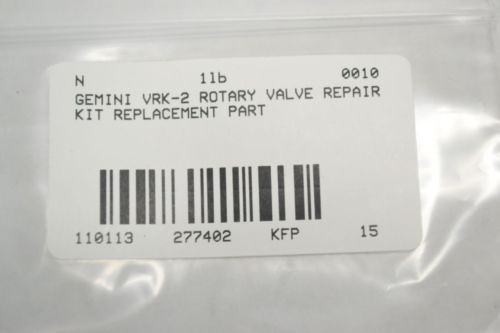 N 1lb 0010
GEMINI VRK-2 ROTARY VALVE REPAIR
KIT REPLACEMENT PART
110113 277402 KFP 15